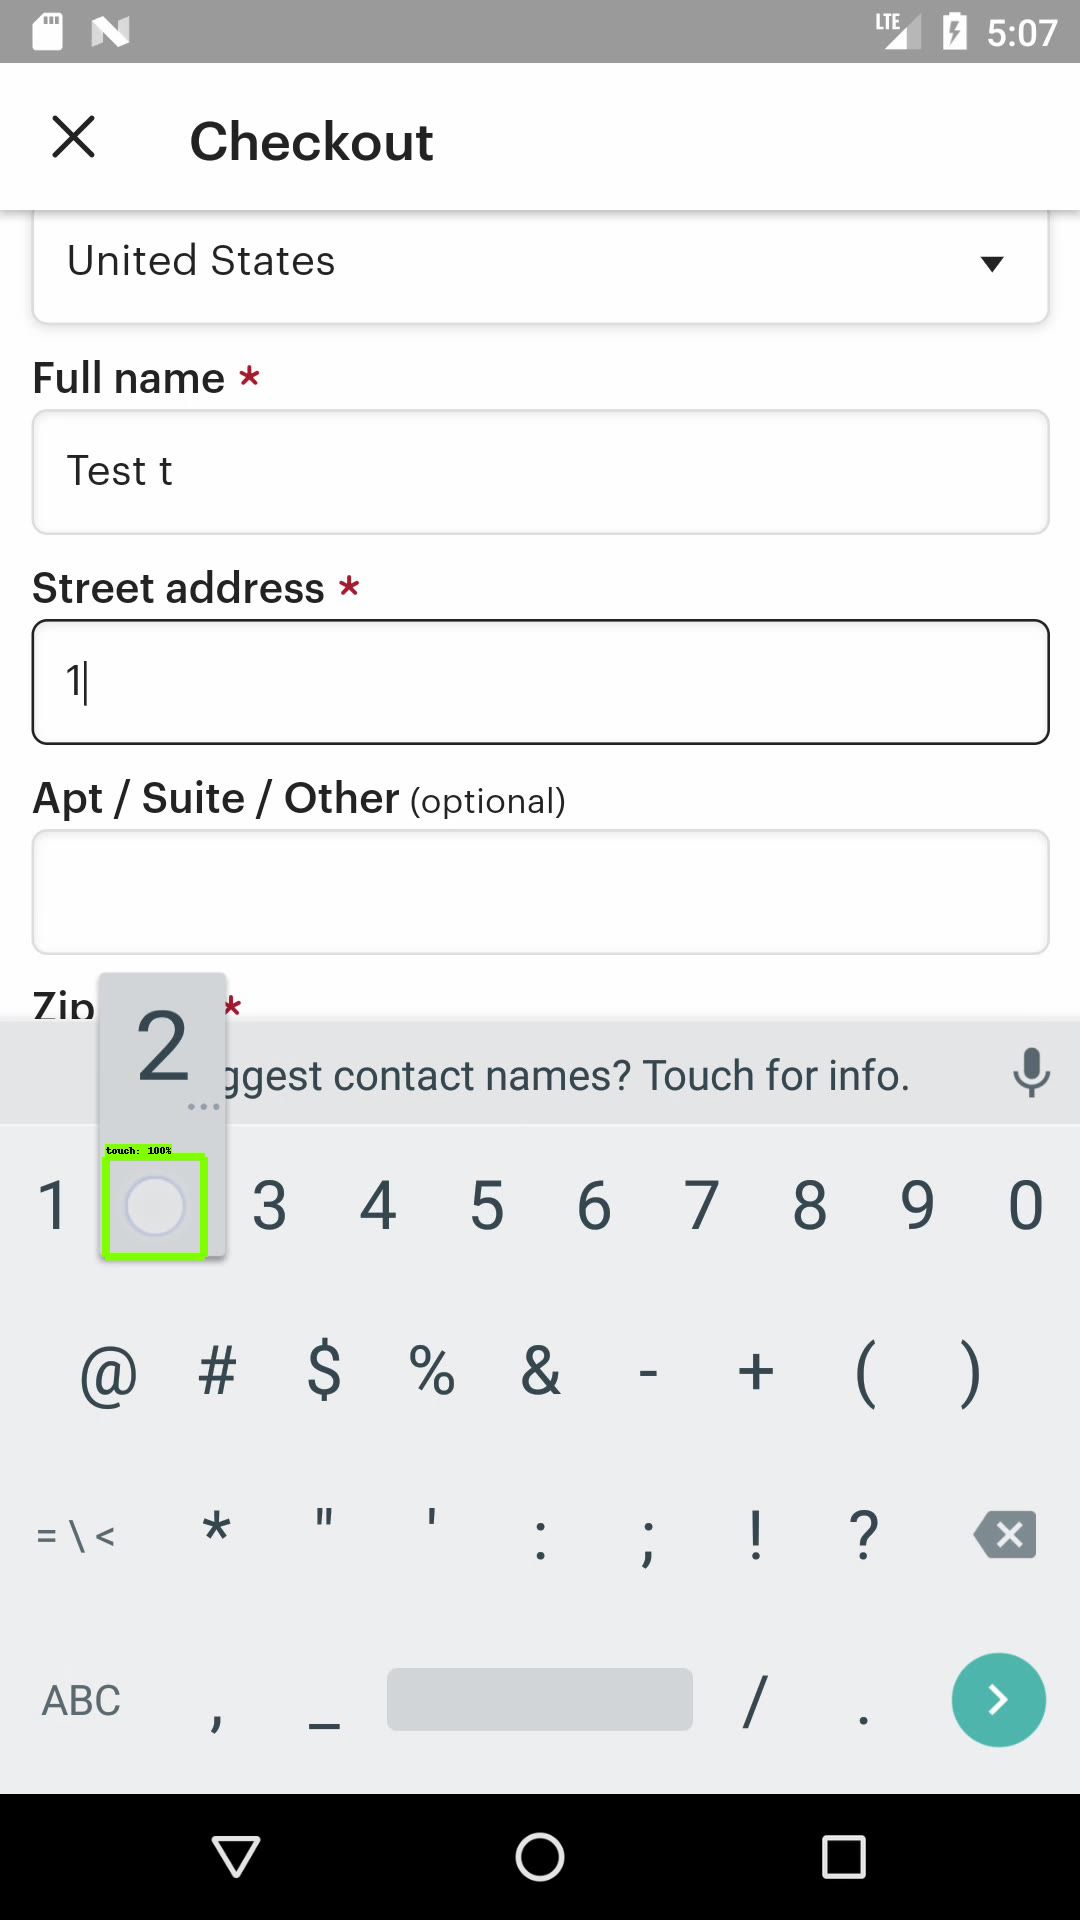 LTE 5:07
Checkout
United States
Full name *
Test t
Street address *
1
Apt / Suite / Other (optional)
Zip *
2
ggest contact names? Touch for info.
...
touch: 100%
1 3 4 5 6 7 8 9 0
@ # $ % & - + ( )
= \ < * " ' : ; ! ?
ABC , _ / .